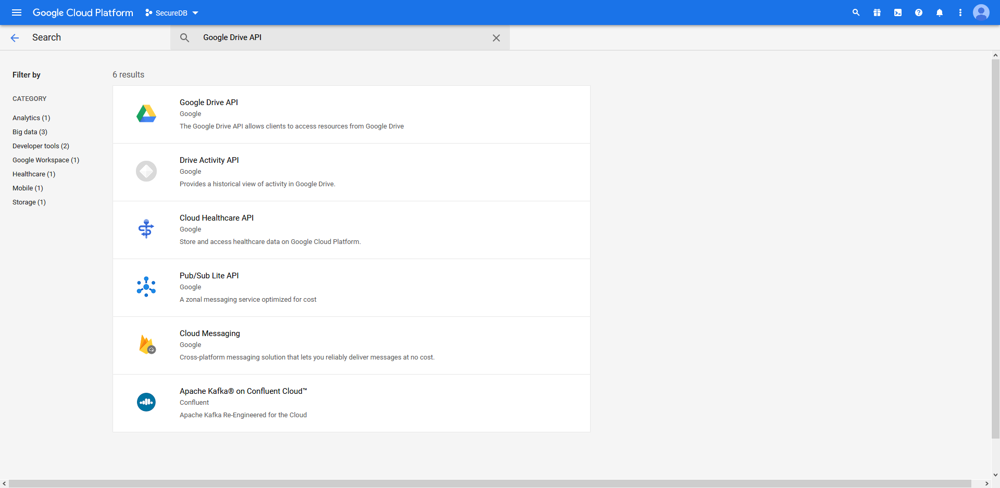 Google Cloud Platform
SecureDB
Search
Google Drive API
Filter by
CATEGORY
Analytics (1)
Big data (3)
Developer tools (2)
Google Workspace (1)
Healthcare (1)
Mobile (1)
Storage (1)
6 results
Google Drive API
Google
The Google Drive API allows clients to access resources from Google Drive
Drive Activity API
Google
Provides a historical view of activity in Google Drive.
Cloud Healthcare API
Google
Store and access healthcare data on Google Cloud Platform.
Pub/Sub Lite API
Google
A zonal messaging service optimized for cost
Cloud Messaging
Google
Cross-platform messaging solution that lets you reliably deliver messages at no cost.
Apache Kafka® on Confluent Cloud™
Confluent
Apache Kafka Re-Engineered for the Cloud